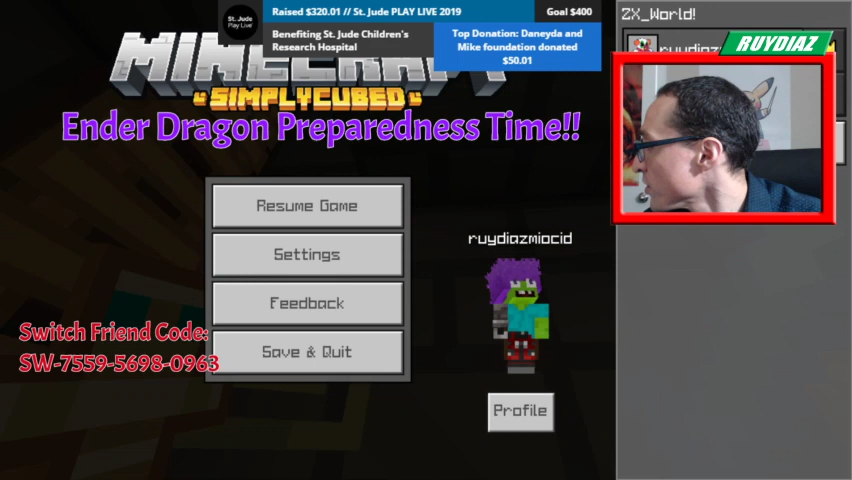 St. Jude
Play Live
Raised $320.01 // St. Jude PLAY LIVE 2019
Goal $400
Benefiting St. Jude Children's
Research Hospital
Top Donation: Daneyda and
Mike foundation donated
$50.01
ZX_World!
MINECRAFT
SIMPLYCUBED
RUYDIAZ
Ender Dragon Preparedness Time!!
Resume Game
Settings
Feedback
Save & Quit
ruydiazmiocid
Switch Friend Code:
SW-7559-5698-0963
Profile